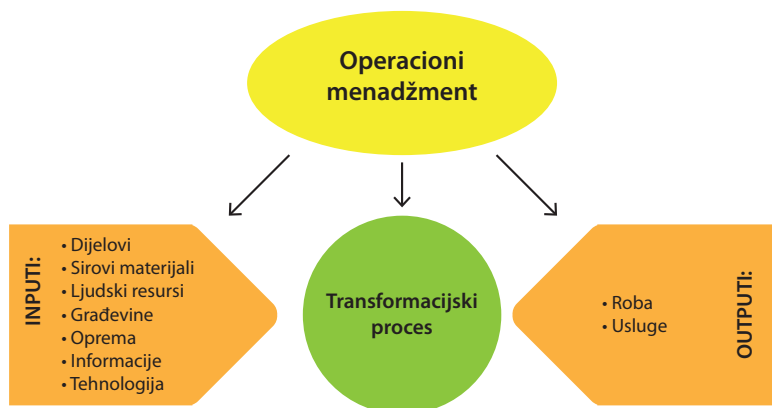 Operacioni
menadžment
INPUTI:
• Dijelovi
• Sirovi materijali
• Ljudski resursi
• Građevine
• Oprema
• Informacije
• Tehnologija
Transformacijski
proces
• Roba
• Usluge
OUTPUTI: